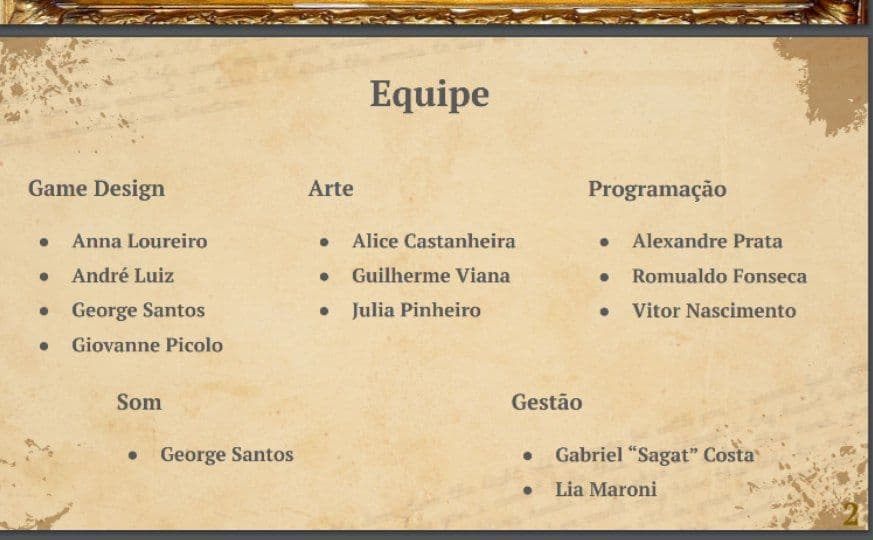 Equipe
Game Design
● Anna Loureiro
● André Luiz
● George Santos
● Giovanne Picolo
Arte
● Alice Castanheira
● Guilherme Viana
● Julia Pinheiro
Programação
● Alexandre Prata
● Romualdo Fonseca
● Vitor Nascimento
Som
● George Santos
Gestão
● Gabriel “Sagat” Costa
● Lia Maroni
2